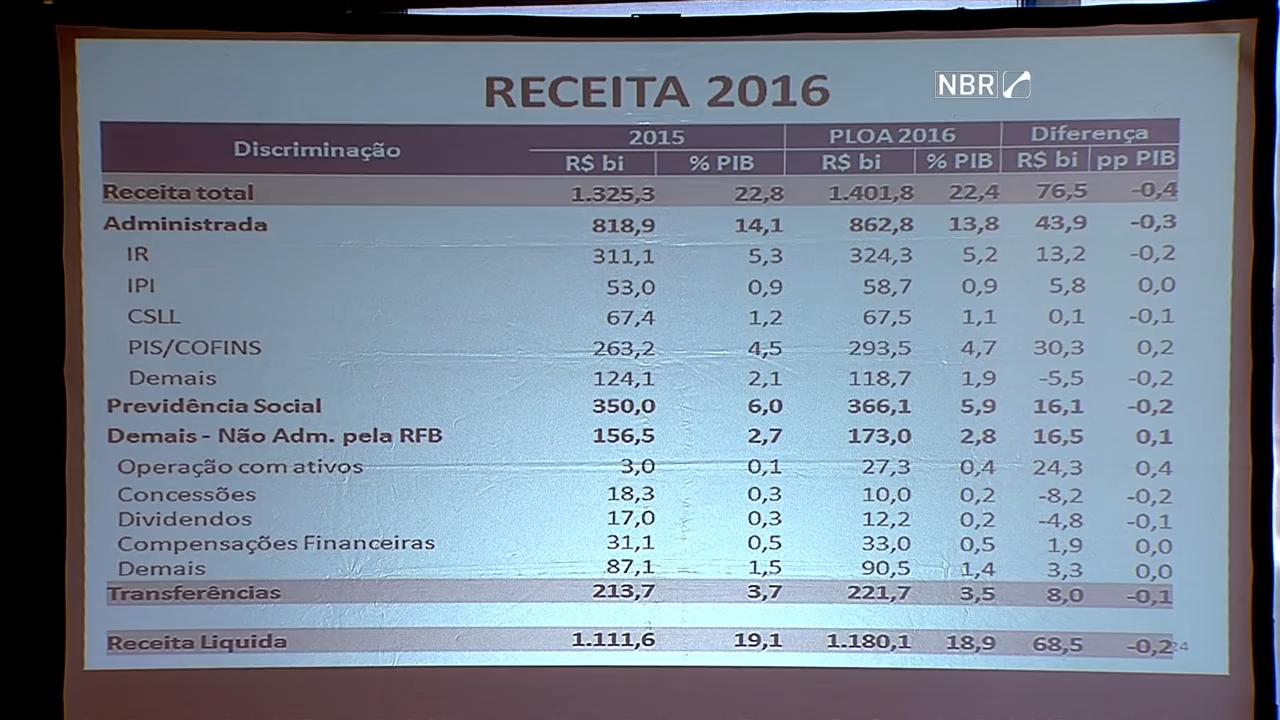 RECEITA 2016
NBR
Discriminação 2015 PLOA 2016 Diferença
R$ bi % PIB R$ bi % PIB R$ bi pp PIB
Receita total 1.325,3 22,8 1.401,8 22,4 76,5 -0,4
Administrada 818,9 14,1 862,8 13,8 43,9 -0,3
IR 311,1 5,3 324,3 5,2 13,2 -0,2
IPI 53,0 0,9 58,7 0,9 5,8 0,0
CSLL 67,4 1,2 67,5 1,1 0,1 -0,1
PIS/COFINS 263,2 4,5 293,5 4,7 30,3 0,2
Demais 124,1 2,1 118,7 1,9 -5,5 -0,2
Previdência Social 350,0 6,0 366,1 5,9 16,1 -0,2
Demais - Não Adm. pela RFB 156,5 2,7 173,0 2,8 16,5 0,1
Operação com ativos 3,0 0,1 27,3 0,4 24,3 0,4
Concessões 18,3 0,3 10,0 0,2 -8,2 -0,2
Dividendos 17,0 0,3 12,2 0,2 -4,8 -0,1
Compensações Financeiras 31,1 0,5 33,0 0,5 1,9 0,0
Demais 87,1 1,5 90,5 1,4 3,3 0,0
Transferências 213,7 3,7 221,7 3,5 8,0 -0,1
Receita Liquida 1.111,6 19,1 1.180,1 18,9 68,5 -0,2
24